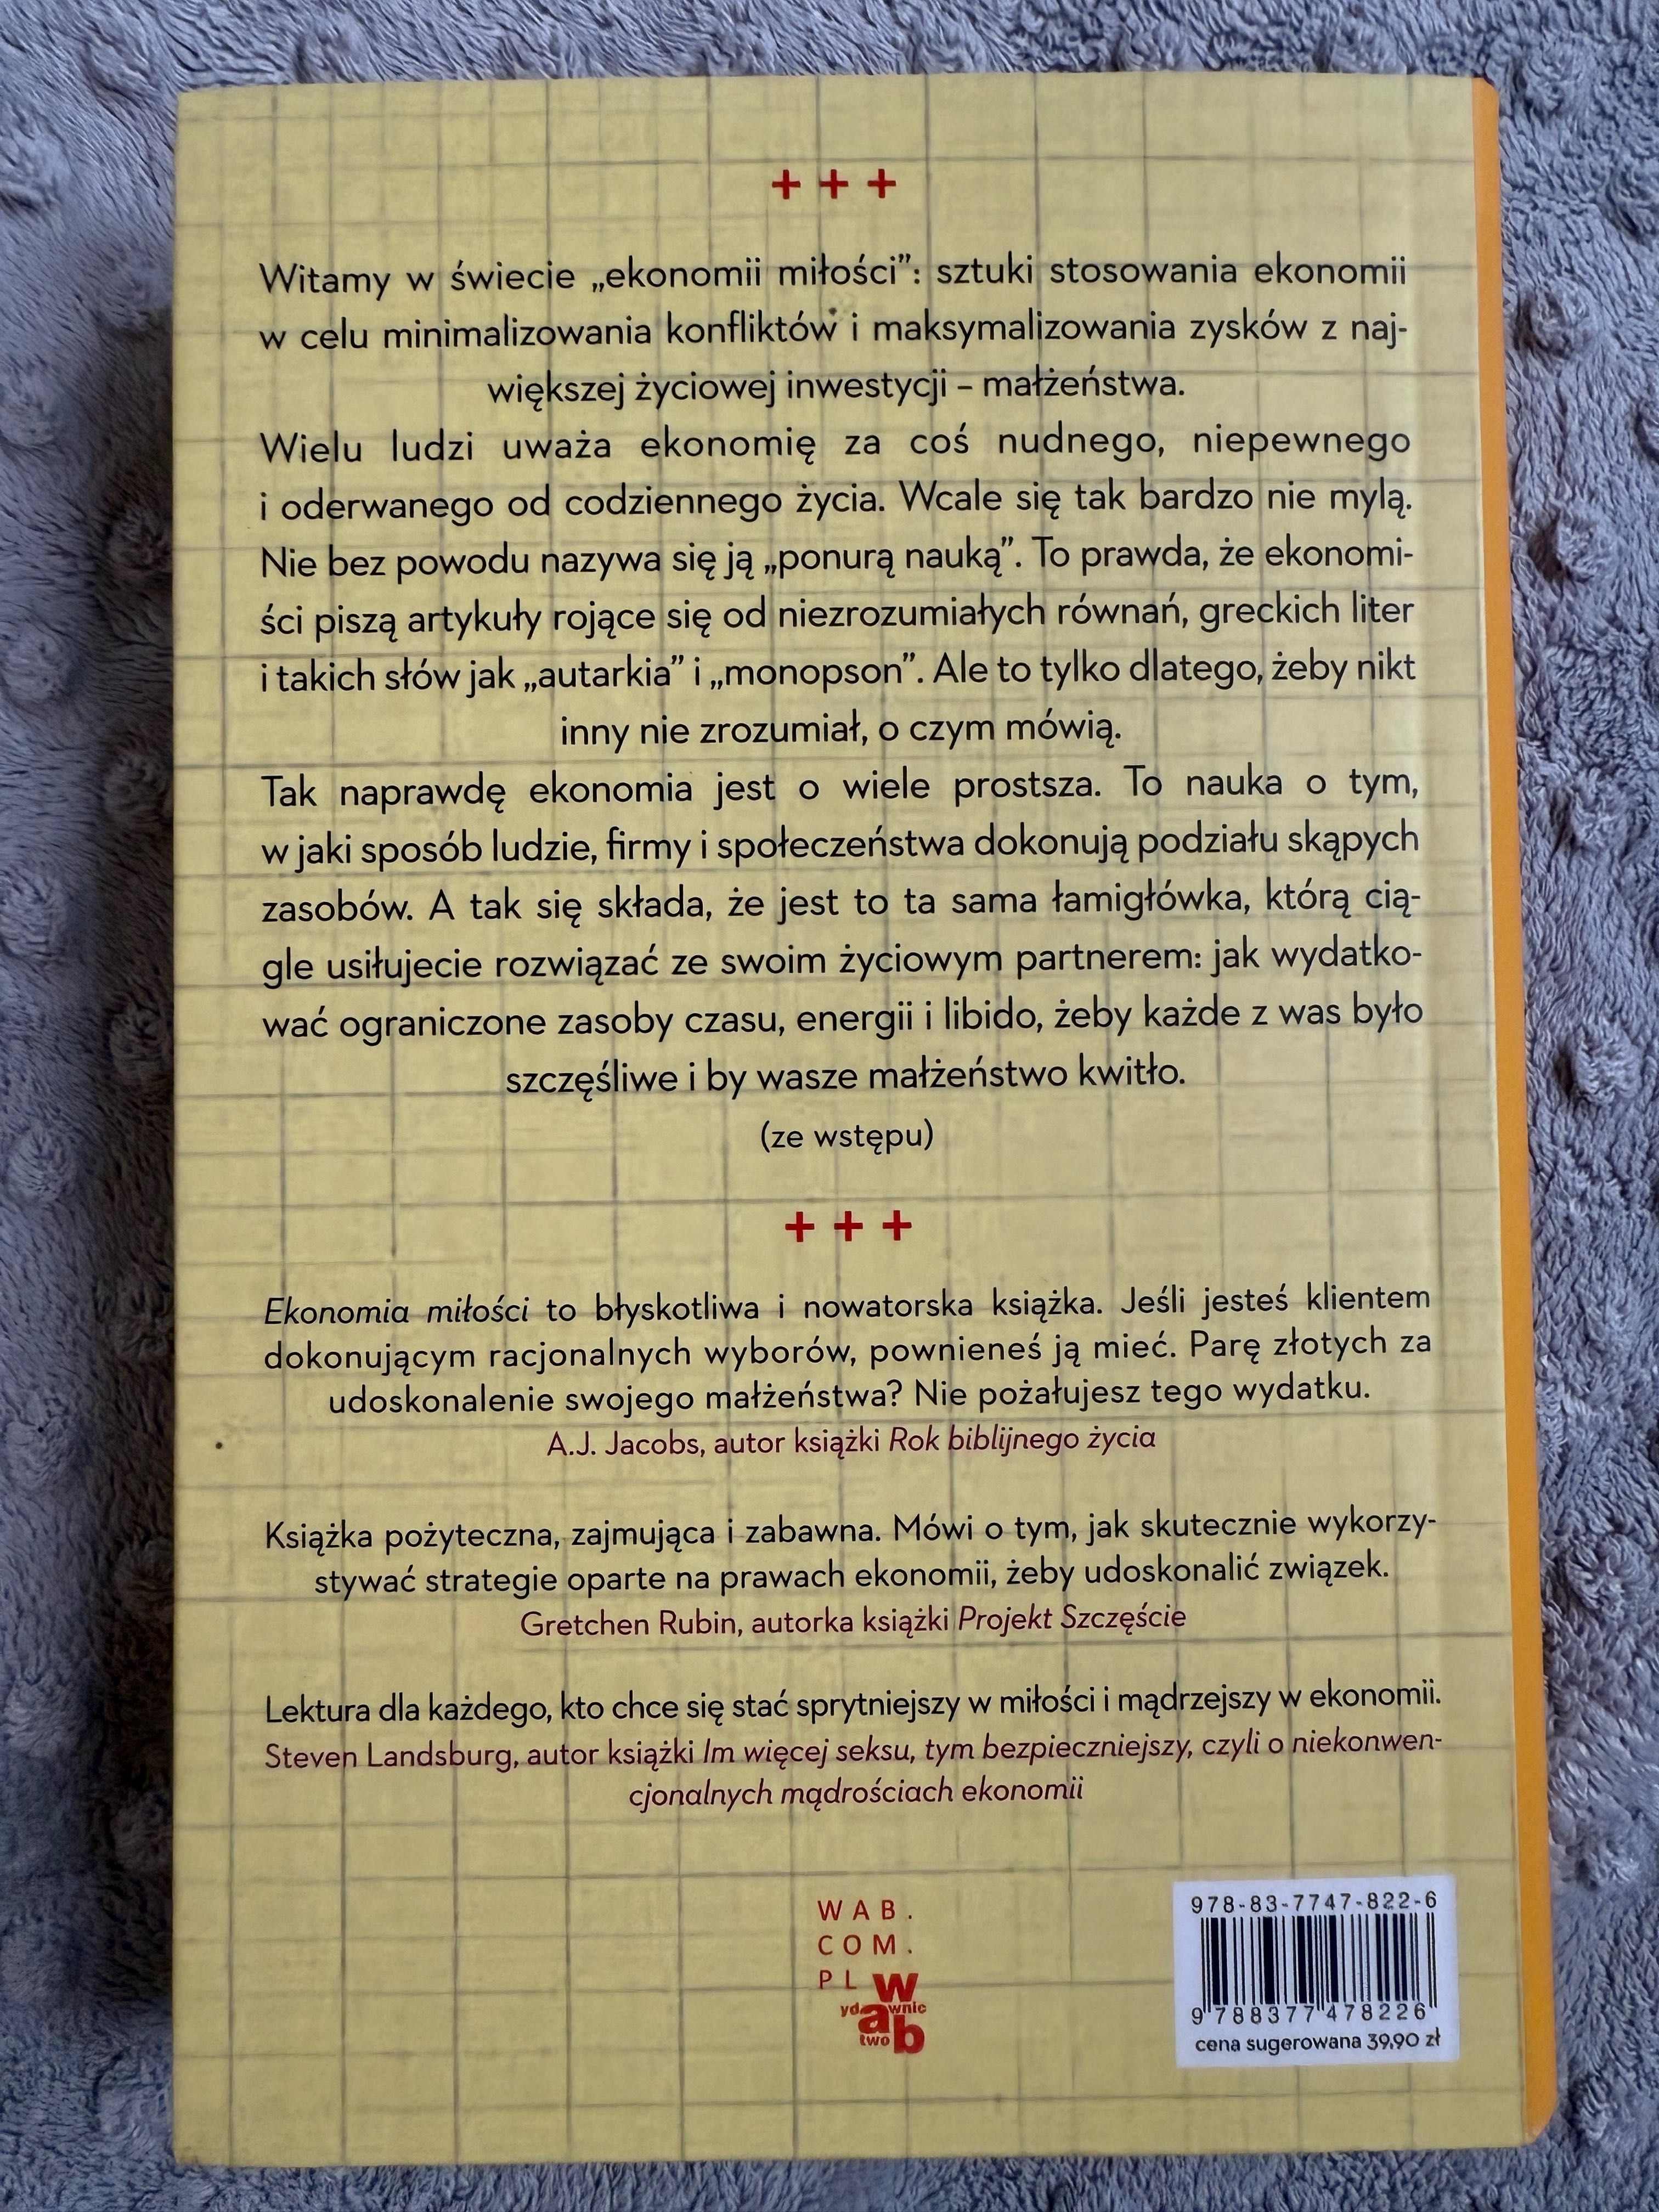 + + +
Witamy w świecie „ekonomii miłości”: sztuki stosowania ekonomii
w celu minimalizowania konfliktów i maksymalizowania zysków z naj-
większej życiowej inwestycji – małżeństwa.
Wielu ludzi uważa ekonomię za coś nudnego, niepewnego
i oderwanego od codziennego życia. Wcale się tak bardzo nie mylą.
Nie bez powodu nazywa się ją „ponurą nauką”. To prawda, że ekonomi-
ści piszą artykuły rojące się od niezrozumiałych równań, greckich liter
i takich słów jak „autarkia” i „monopson”. Ale to tylko dlatego, żeby nikt
inny nie zrozumiał, o czym mówią.
Tak naprawdę ekonomia jest o wiele prostsza. To nauka o tym,
w jaki sposób ludzie, firmy i społeczeństwa dokonują podziału skąpych
zasobów. A tak się składa, że jest to ta sama łamigłówka, którą cią-
gle usiłujecie rozwiązać ze swoim życiowym partnerem: jak wydatko-
wać ograniczone zasoby czasu, energii i libido, żeby każde z was było
szczęśliwe i by wasze małżeństwo kwitło.
(ze wstępu)
+ + +
Ekonomia miłości to błyskotliwa i nowatorska książka. Jeśli jesteś klientem
dokonującym racjonalnych wyborów, pownieneś ją mieć. Parę złotych za
udoskonalenie swojego małżeństwa? Nie pożałujesz tego wydatku.
A.J. Jacobs, autor książki Rok biblijnego życia
Książka pożyteczna, zajmująca i zabawna. Mówi o tym, jak skutecznie wykorzy-
stywać strategie oparte na prawach ekonomii, żeby udoskonalić związek.
Gretchen Rubin, autorka książki Projekt Szczęście
Lektura dla każdego, kto chce się stać sprytniejszy w miłości i mądrzejszy w ekonomii.
Steven Landsburg, autor książki Im więcej seksu, tym bezpieczniejszy, czyli o niekonwen-
cjonalnych mądrościach ekonomii
WAB.
COM.
PL
w
ydawnic
a
two b
978-83-7747-822-6
9 788377 478226
cena sugerowana 39,90 zł